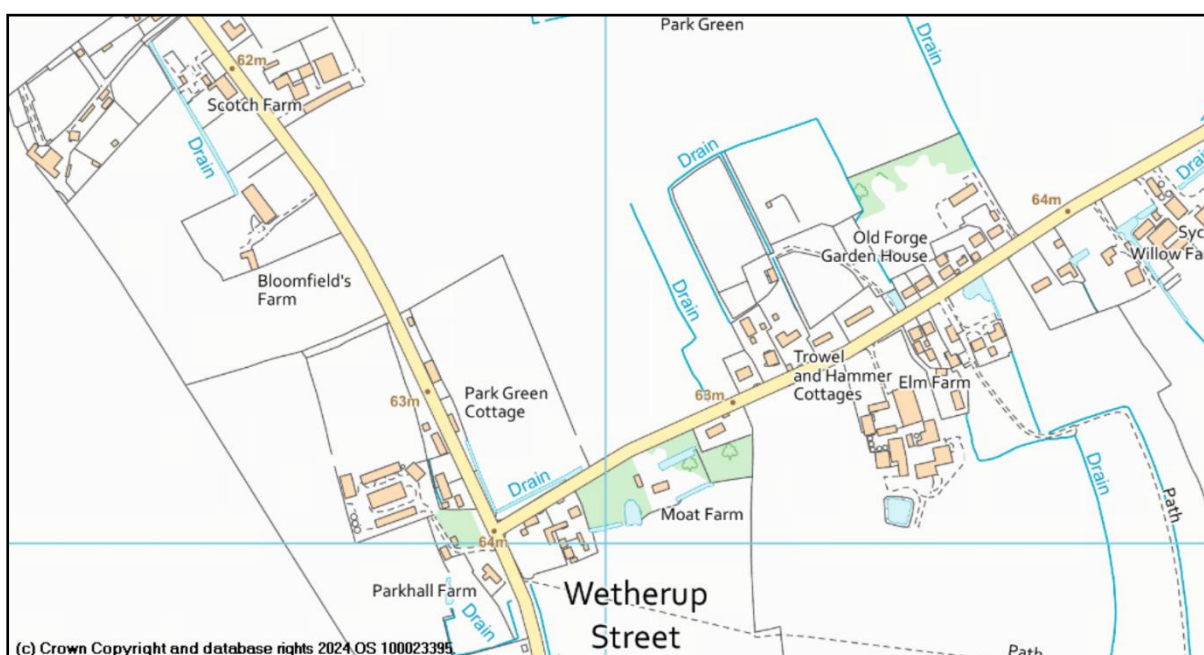 Park Green
Drain
62m
Scotch Farm
Drain
Drain
Drain
64m
Old Forge
Garden House
Willow Fa
Syc
Bloomfield's
Farm
Drain
Trowel
and Hammer
Cottages
Elm Farm
63m
63m
Park Green
Cottage
Drain
Drain
Path
Moat Farm
64m
Parkhall Farm
Drain
Wetherup
Street
Path
(c) Crown Copyright and database rights 2024 OS 100023395